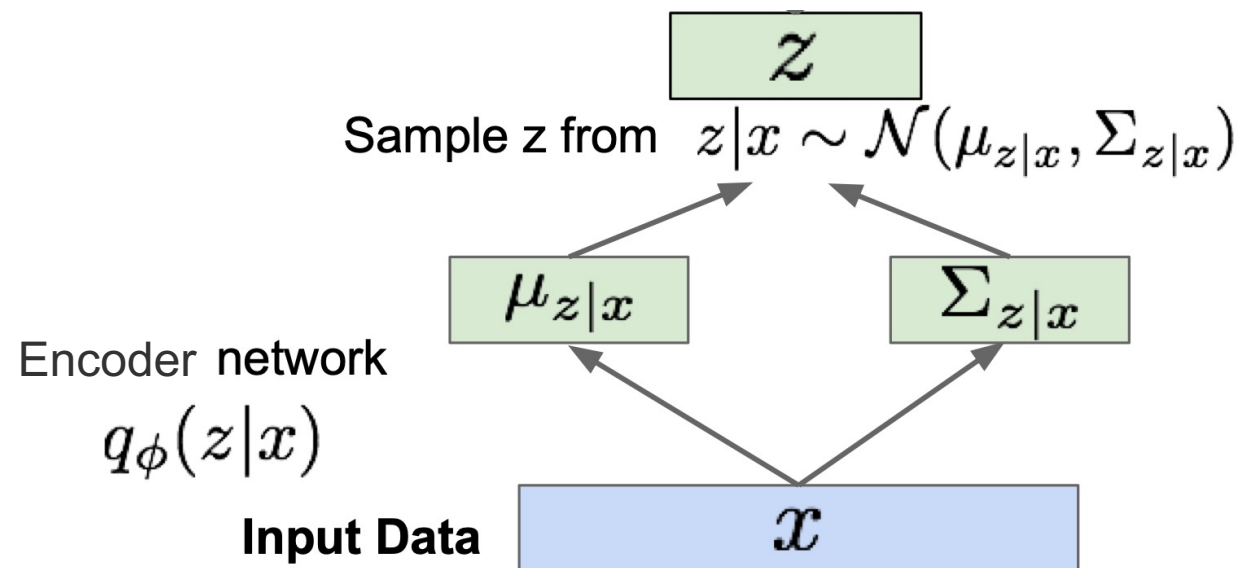 z
Sample z from z|x ∼ 𝒩(μ_{z|x}, Σ_{z|x})
μ_{z|x} Σ_{z|x}
Encoder network
q_ϕ(z|x)
Input Data x